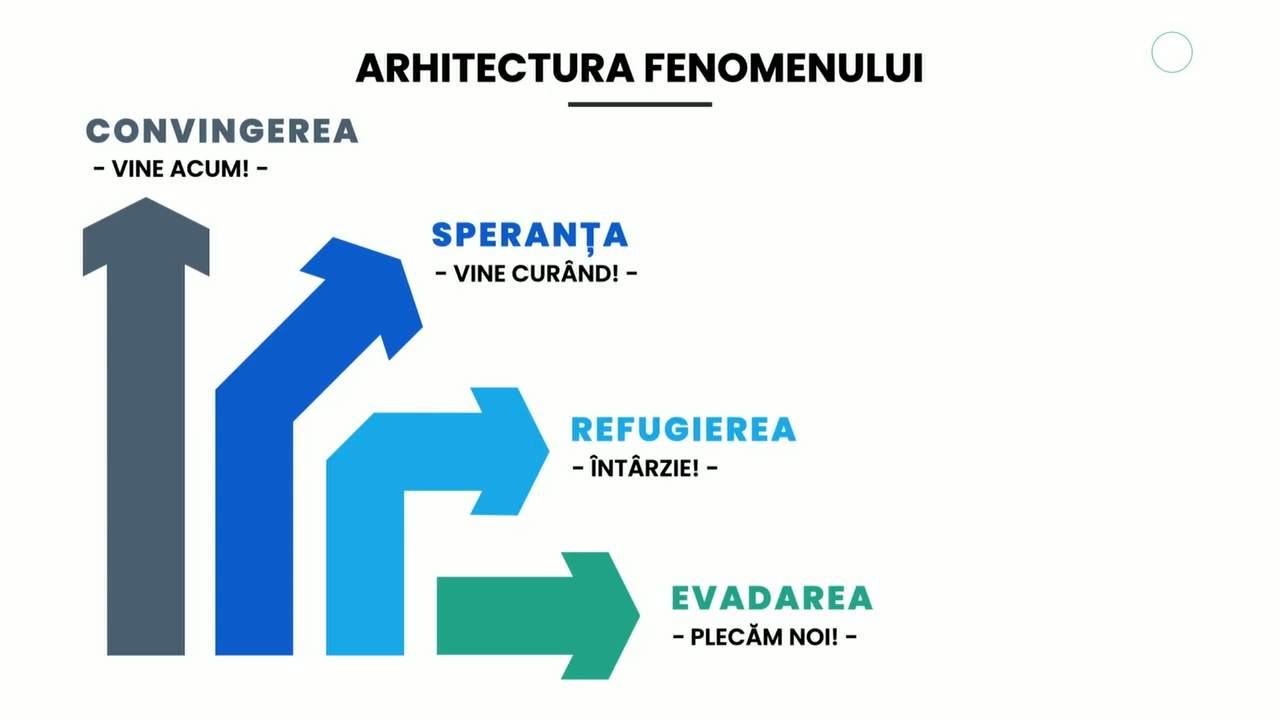 ARHITECTURA FENOMENULUI
CONVINGEREA
- VINE ACUM! -
SPERANȚA
- VINE CURÂND! -
REFUGIEREA
- ÎNTÂRZIE! -
EVADAREA
- PLECĂM NOI! -